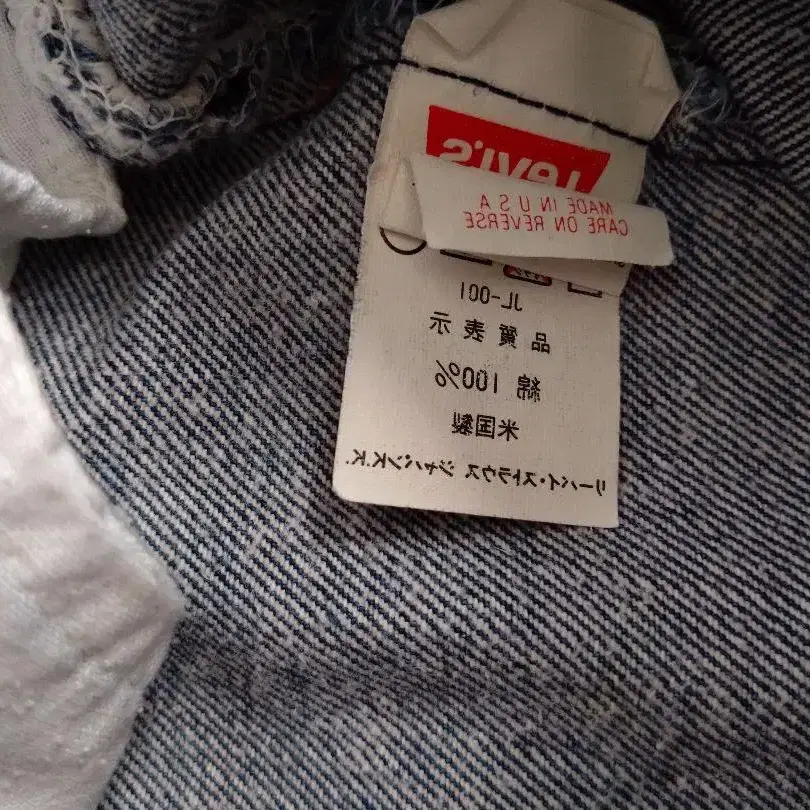 Levi's
MADE IN U S A
CARE ON REVERSE
JL-001
品質表示
綿 100%
米国製
リーバイ・ストラウス ジャパンK.K.